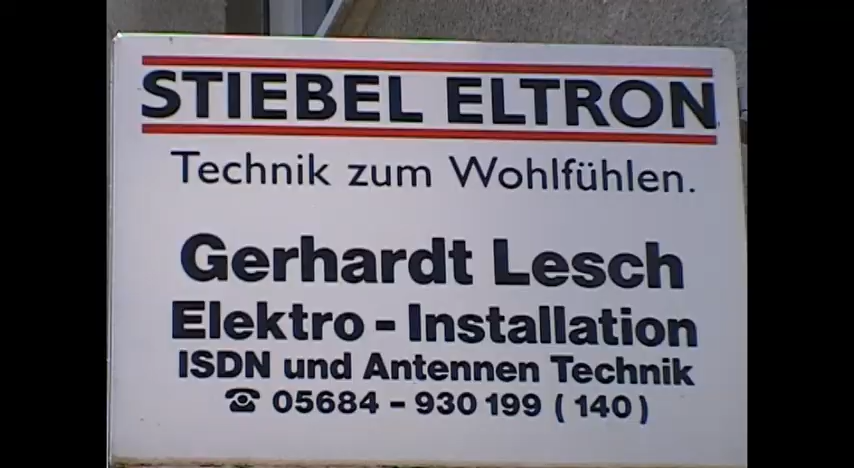 STIEBEL ELTRON
Technik zum Wohlfühlen.
Gerhardt Lesch
Elektro - Installation
ISDN und Antennen Technik
☎ 05684 - 930 199 ( 140 )